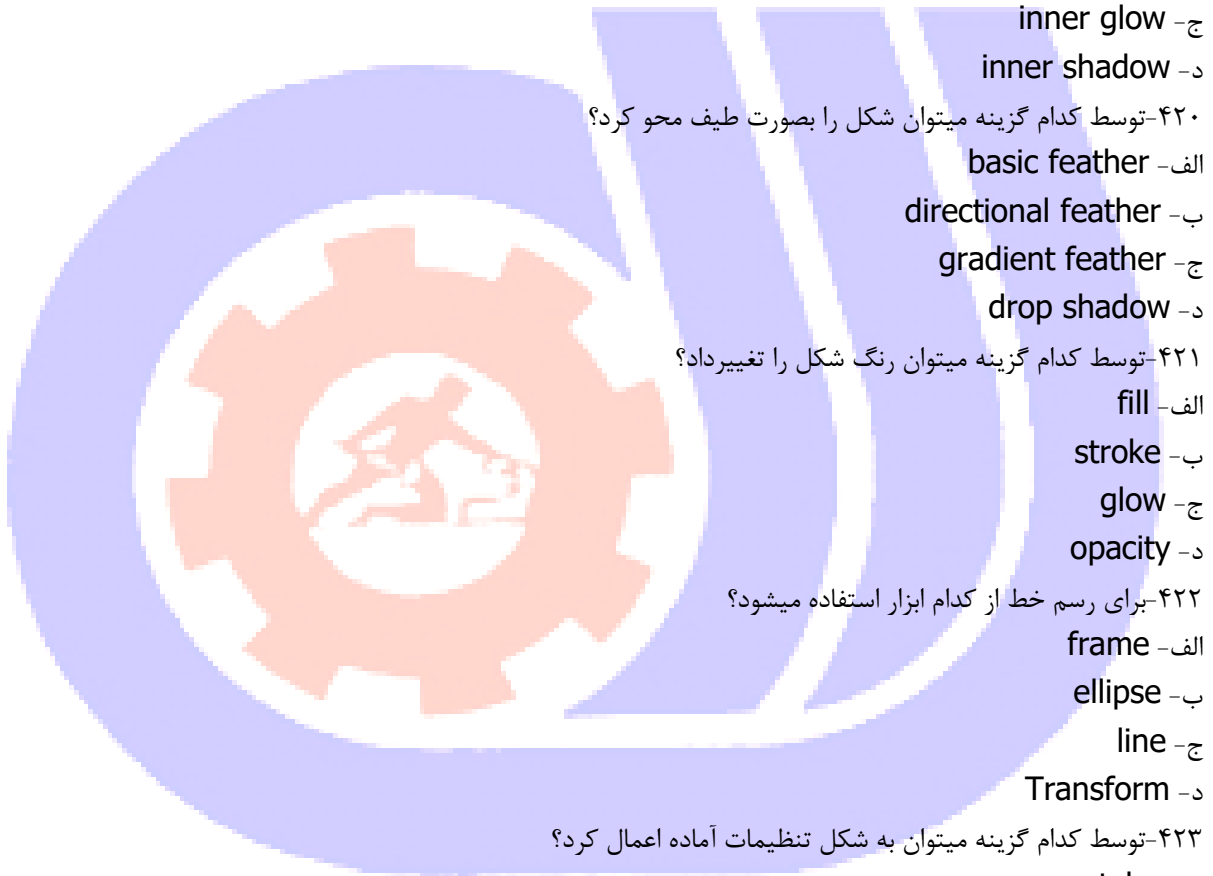 ج- inner glow
د- inner shadow
۴۲۰-توسط کدام گزینه میتوان شکل را بصورت طیف محو کرد؟
الف- basic feather
ب- directional feather
ج- gradient feather
د- drop shadow
۴۲۱-توسط کدام گزینه میتوان رنگ شکل را تغییرداد؟
الف- fill
ب- stroke
ج- glow
د- opacity
۴۲۲-برای رسم خط از کدام ابزار استفاده میشود؟
الف- frame
ب- ellipse
ج- line
د- Transform
۴۲۳-توسط کدام گزینه میتوان به شکل تنظیمات آماده اعمال کرد؟